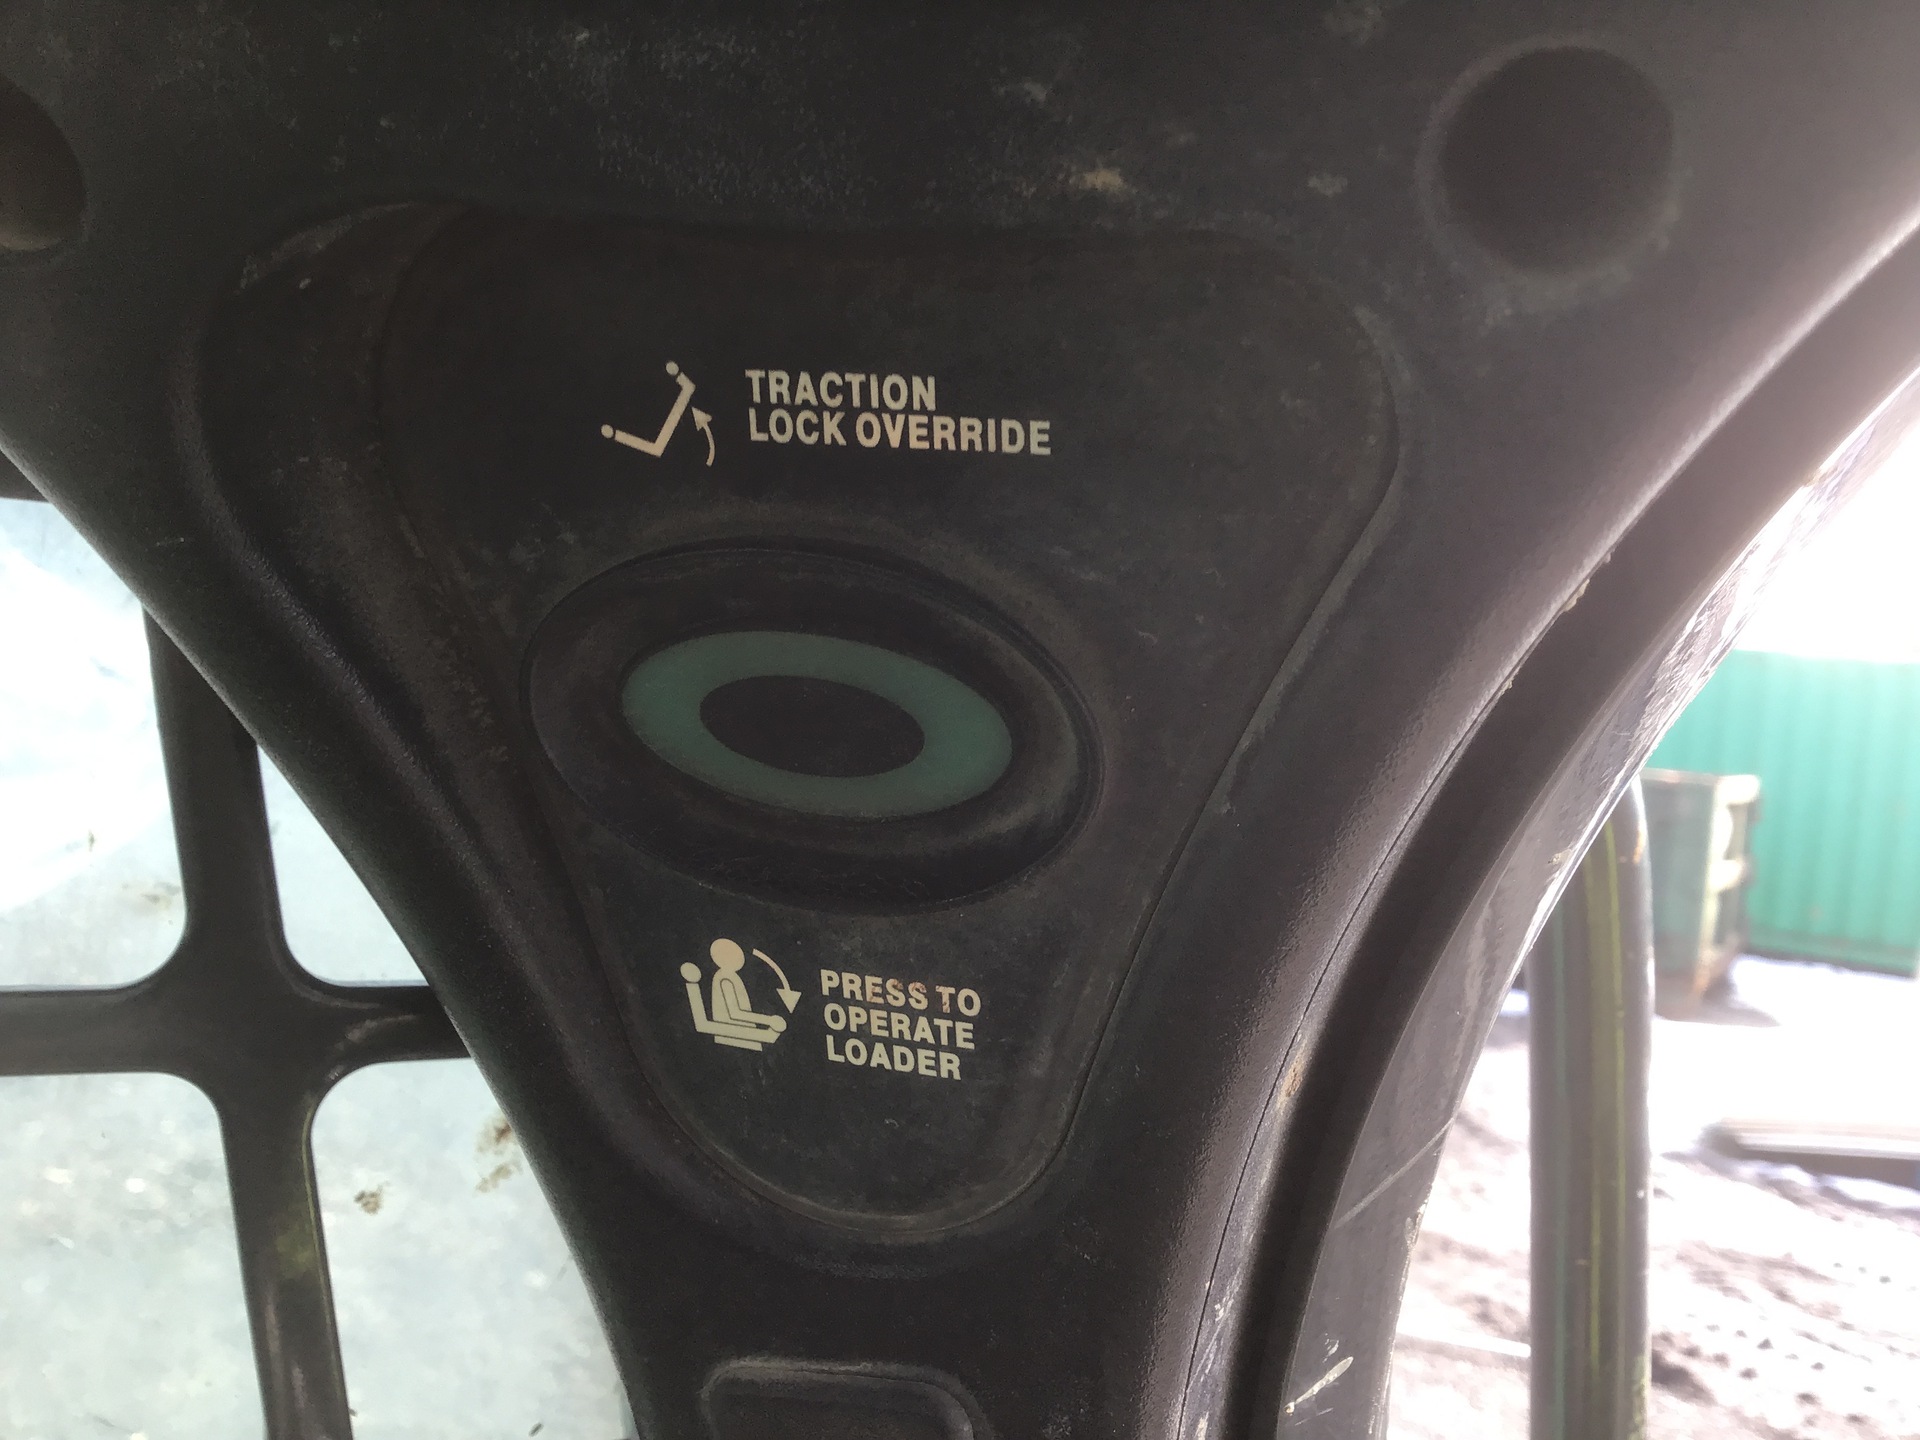 TRACTION
LOCK OVERRIDE
PRESS TO
OPERATE
LOADER